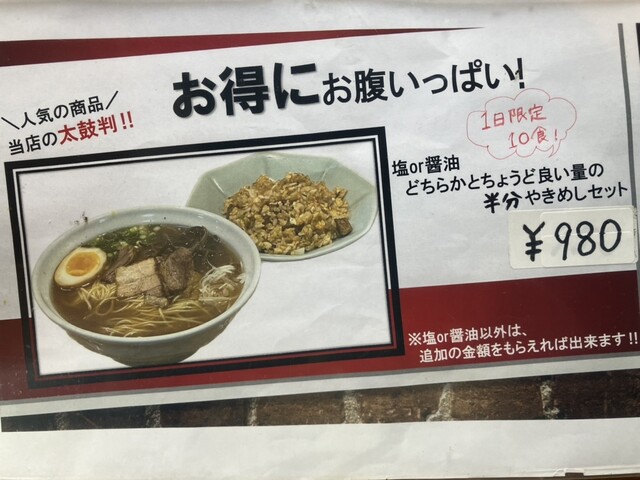 ＼人気の商品／
当店の太鼓判!!
お得にお腹いっぱい!
1日限定
10食!
塩or醤油
どちらかとちょうど良い量の
半分やきめしセット
¥980
※塩or醤油以外は、
追加の金額をもらえれば出来ます!!